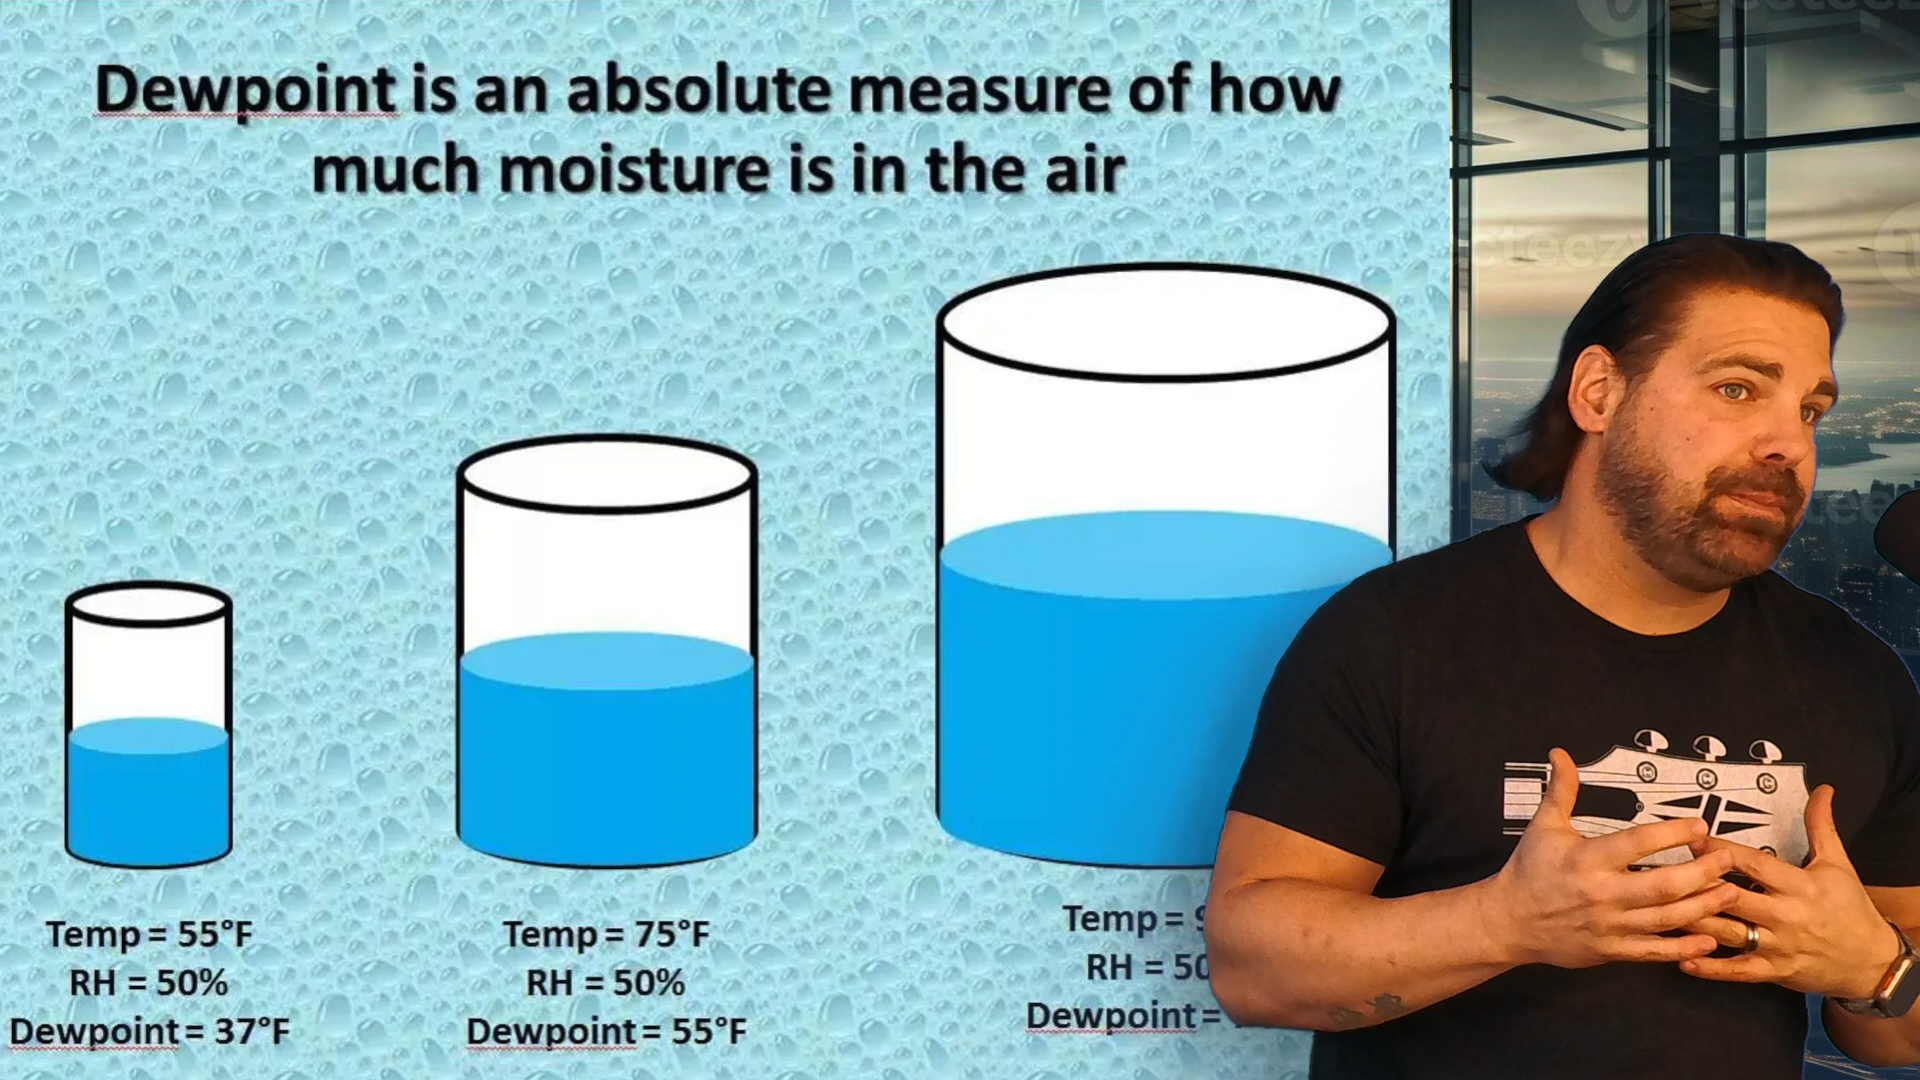 Dewpoint is an absolute measure of how
much moisture is in the air
Temp = 55°F
RH = 50%
Dewpoint = 37°F
Temp = 75°F
RH = 50%
Dewpoint = 55°F
Temp =
RH =
Dewpoint =